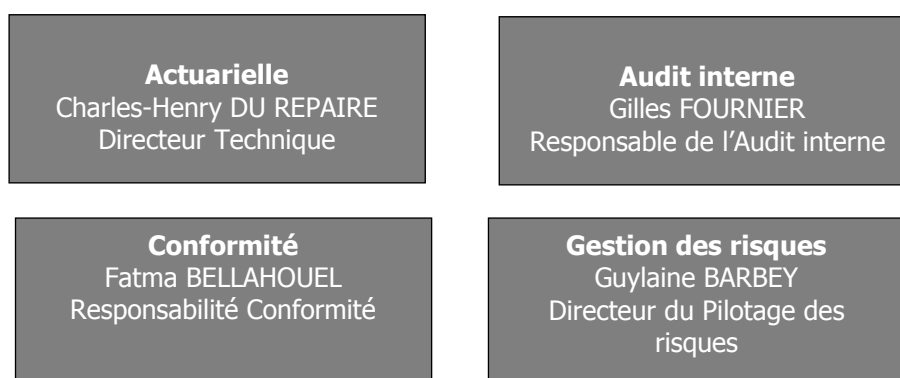 Actuarielle
Charles-Henry DU REPAIRE
Directeur Technique
Audit interne
Gilles FOURNIER
Responsable de l’Audit interne
Conformité
Fatma BELLAHOUEL
Responsabilité Conformité
Gestion des risques
Guylaine BARBEY
Directeur du Pilotage des
risques